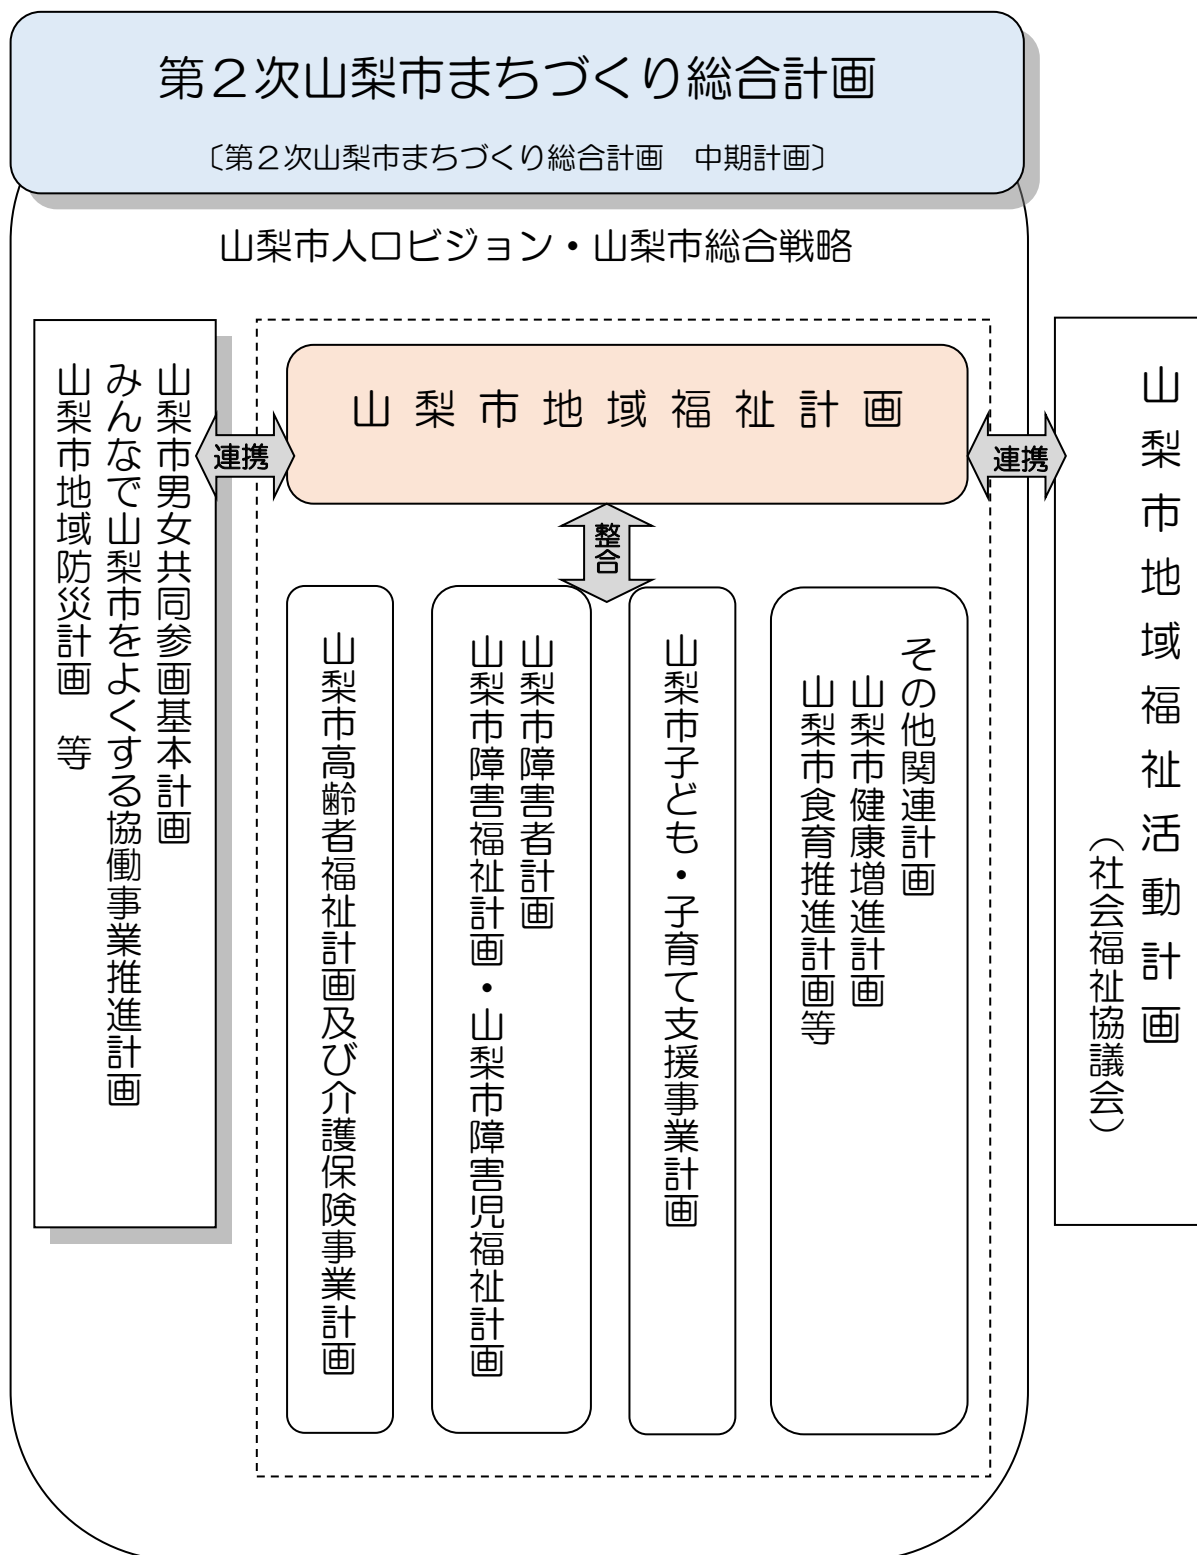 第２次山梨市まちづくり総合計画
〔第２次山梨市まちづくり総合計画　中期計画〕
山梨市人口ビジョン・山梨市総合戦略
山梨市男女共同参画基本計画
みんなで山梨市をよくする協働事業推進計画
山梨市地域防災計画　等
連携
山梨市地域福祉計画
連携
整合
山梨市高齢者福祉計画及び介護保険事業計画
山梨市障害者計画
山梨市障害福祉計画・山梨市障害児福祉計画
山梨市子ども・子育て支援事業計画
その他関連計画
山梨市健康増進計画
山梨市食育推進計画等
山梨市地域福祉活動計画
（社会福祉協議会）